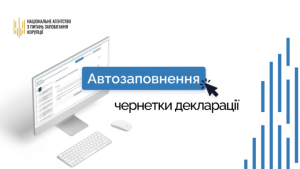 НАЦІОНАЛЬНЕ АГЕНТСТВО
З ПИТАНЬ ЗАПОБІГАННЯ
КОРУПЦІЇ
Автозаповнення
чернетки декларації